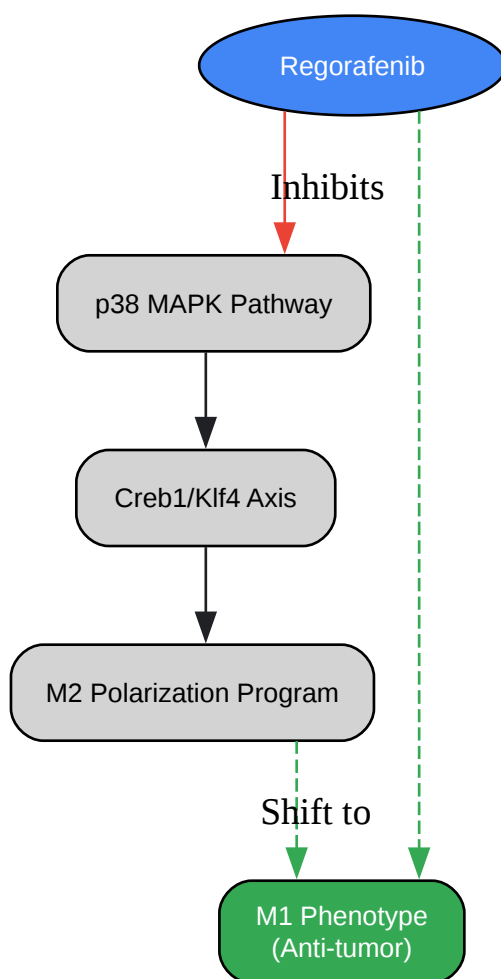 Regorafenib
Inhibits
p38 MAPK Pathway
Creb1/Klf4 Axis
M2 Polarization Program
Shift to
M1 Phenotype
(Anti-tumor)